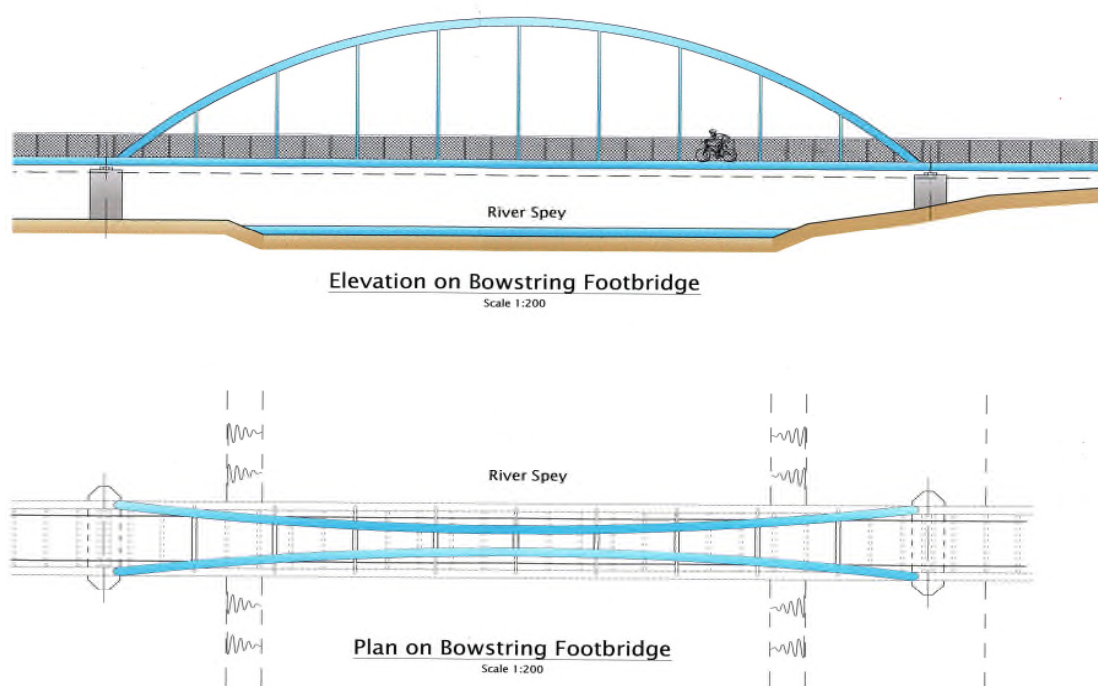 River Spey
Elevation on Bowstring Footbridge
Scale 1:200
River Spey
Plan on Bowstring Footbridge
Scale 1:200